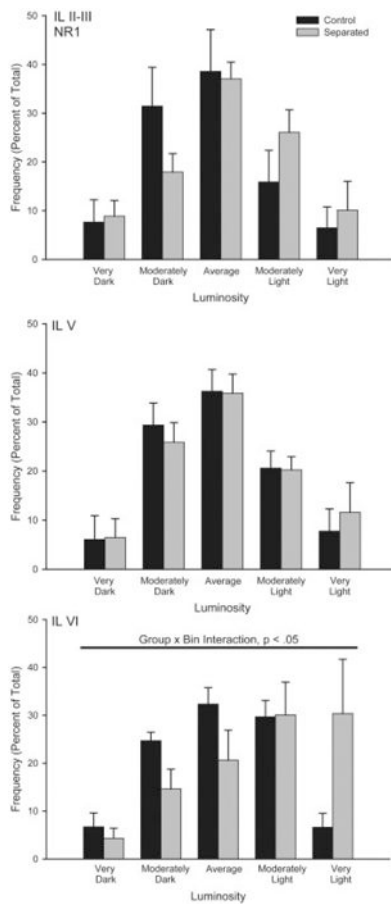 IL II-III
NR1
Control
Separated
Frequency (Percent of Total)
50
40
30
20
10
0
Very Dark
Moderately Dark
Average
Moderately Light
Very Light
Luminosity
IL V
Frequency (Percent of Total)
50
40
30
20
10
0
Very Dark
Moderately Dark
Average
Moderately Light
Very Light
Luminosity
IL VI
Group x Bin Interaction, p < .05
Frequency (Percent of Total)
50
40
30
20
10
0
Very Dark
Moderately Dark
Average
Moderately Light
Very Light
Luminosity